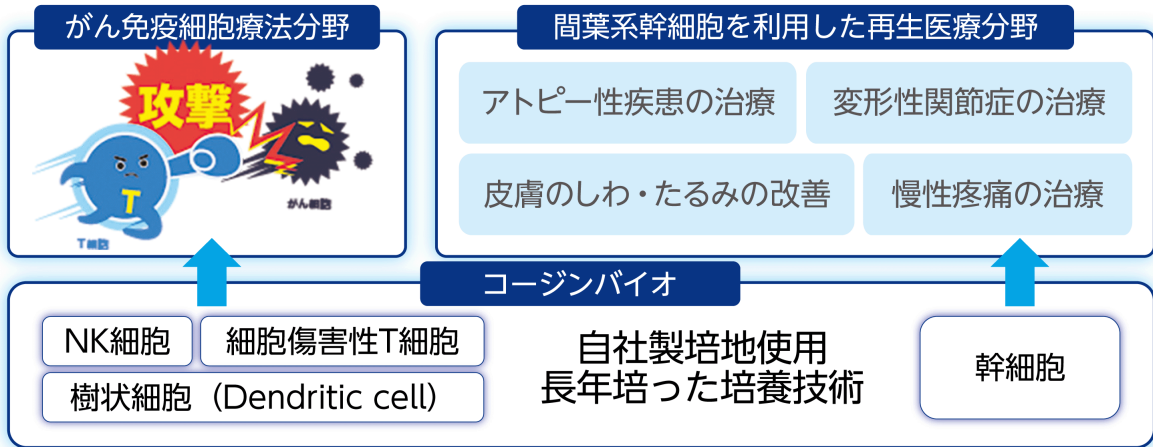 がん免疫細胞療法分野
攻撃
T
がん細胞
T細胞
間葉系幹細胞を利用した再生医療分野
アトピー性疾患の治療
変形性関節症の治療
皮膚のしわ・たるみの改善
慢性疼痛の治療
コージンバイオ
NK細胞
細胞傷害性T細胞
樹状細胞（Dendritic cell）
自社製培地使用
長年培った培養技術
幹細胞